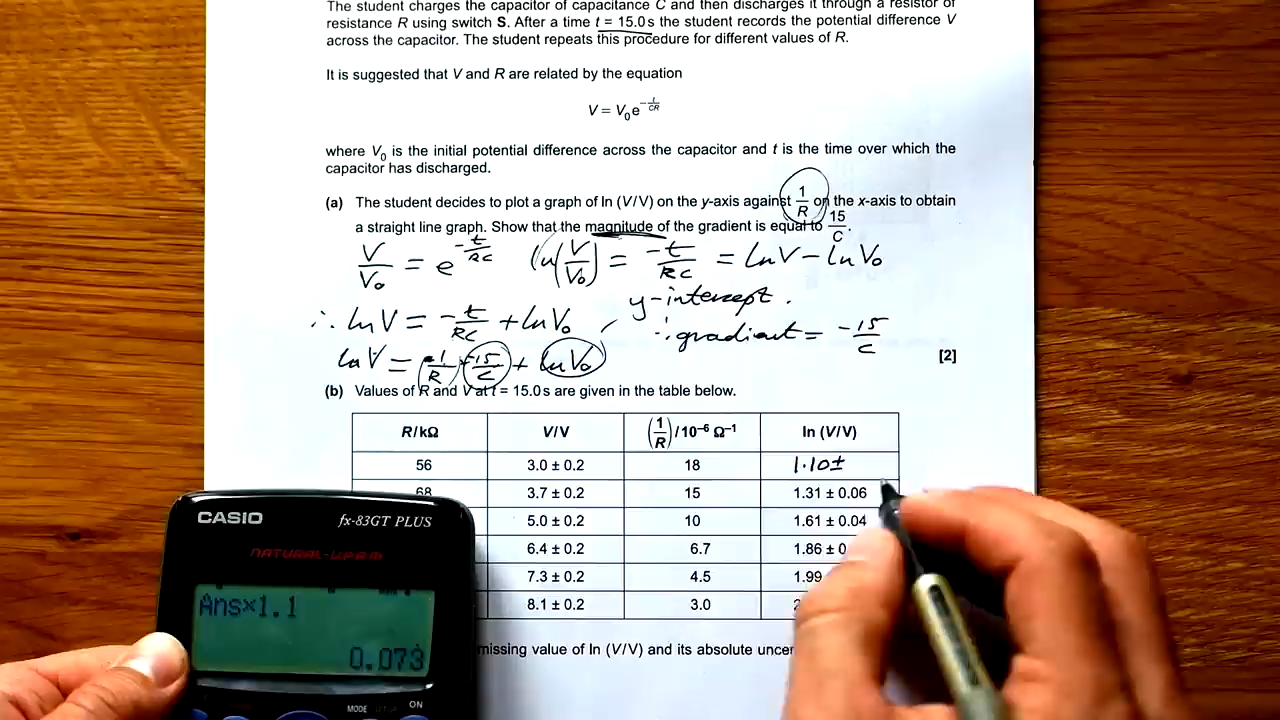 The student charges the capacitor of capacitance C and then discharges it through a resistor of
resistance R using switch S. After a time t = 15.0 s the student records the potential difference V
across the capacitor. The student repeats this procedure for different values of R.
It is suggested that V and R are related by the equation
V = V₀e^(-t/CR)
where V₀ is the initial potential difference across the capacitor and t is the time over which the
capacitor has discharged.
(a) The student decides to plot a graph of ln (V/V) on the y-axis against 1/R on the x-axis to obtain
a straight line graph. Show that the magnitude of the gradient is equal to 15/C.
V/V₀ = e^(-t/RC) ln(V/V₀) = -t/RC = lnV - lnV₀
y-intercept.
∴ lnV = -t/RC + lnV₀ ∴ gradient = -15/C
lnV = 1/R -15/C + lnV₀
[2]
(b) Values of R and V at t = 15.0 s are given in the table below.
R/kΩ V/V (1/R)/10⁻⁶ Ω⁻¹ ln (V/V)
56 3.0 ± 0.2 18 1.10 ±
68 3.7 ± 0.2 15 1.31 ± 0.06
5.0 ± 0.2 10 1.61 ± 0.04
6.4 ± 0.2 6.7 1.86 ± 0
7.3 ± 0.2 4.5 1.99
8.1 ± 0.2 3.0 2
missing value of ln (V/V) and its absolute uncer
CASIO fx-83GT PLUS
NATURAL-V.P.A.M.
Ans×1.1
0.073
MODE ON